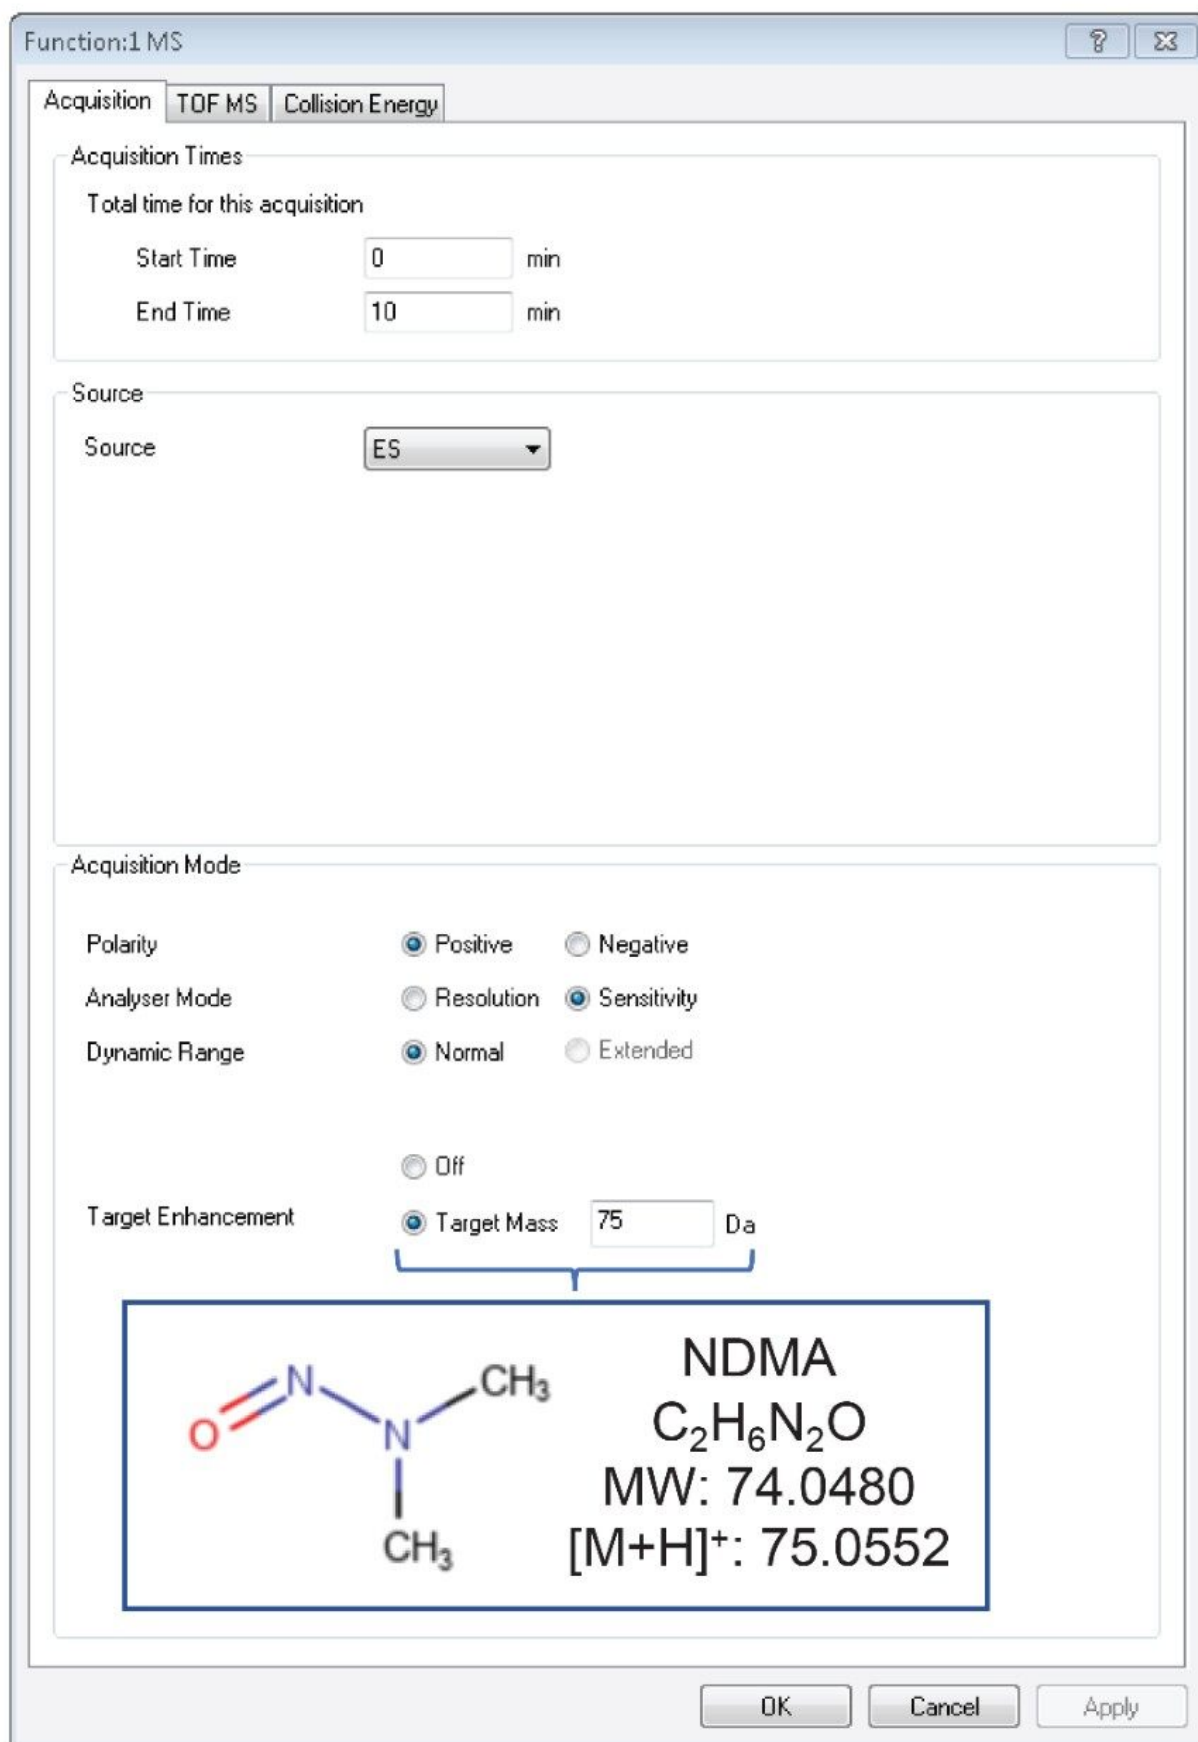 Function:1 MS
Acquisition TOF MS Collision Energy
Acquisition Times
Total time for this acquisition
Start Time 0 min
End Time 10 min
Source
Source ES
Acquisition Mode
Polarity Positive Negative
Analyser Mode Resolution Sensitivity
Dynamic Range Normal Extended
Off
Target Enhancement Target Mass 75 Da
NDMA
C₂H₆N₂O
MW: 74.0480
[M+H]⁺: 75.0552
O N N CH₃
CH₃
OK Cancel Apply